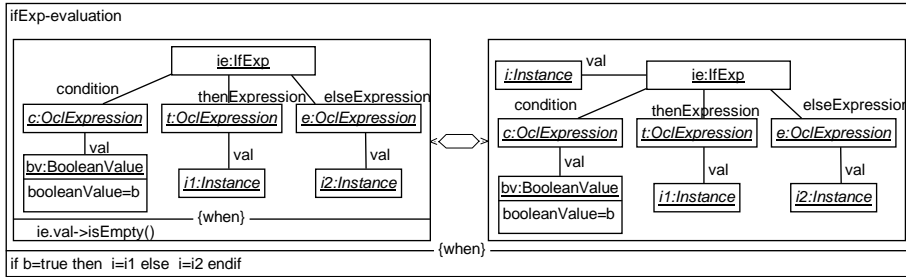 ifExp-evaluation
ie:IfExp
condition
thenExpression
elseExpression
c:OclExpression
t:OclExpression
e:OclExpression
val
val
val
bv:BooleanValue
booleanValue=b
i1:Instance
i2:Instance
{when}
ie.val->isEmpty()
i:Instance
val
ie:IfExp
condition
thenExpression
elseExpression
c:OclExpression
t:OclExpression
e:OclExpression
val
val
val
bv:BooleanValue
booleanValue=b
i1:Instance
i2:Instance
{when}
if b=true then i=i1 else i=i2 endif